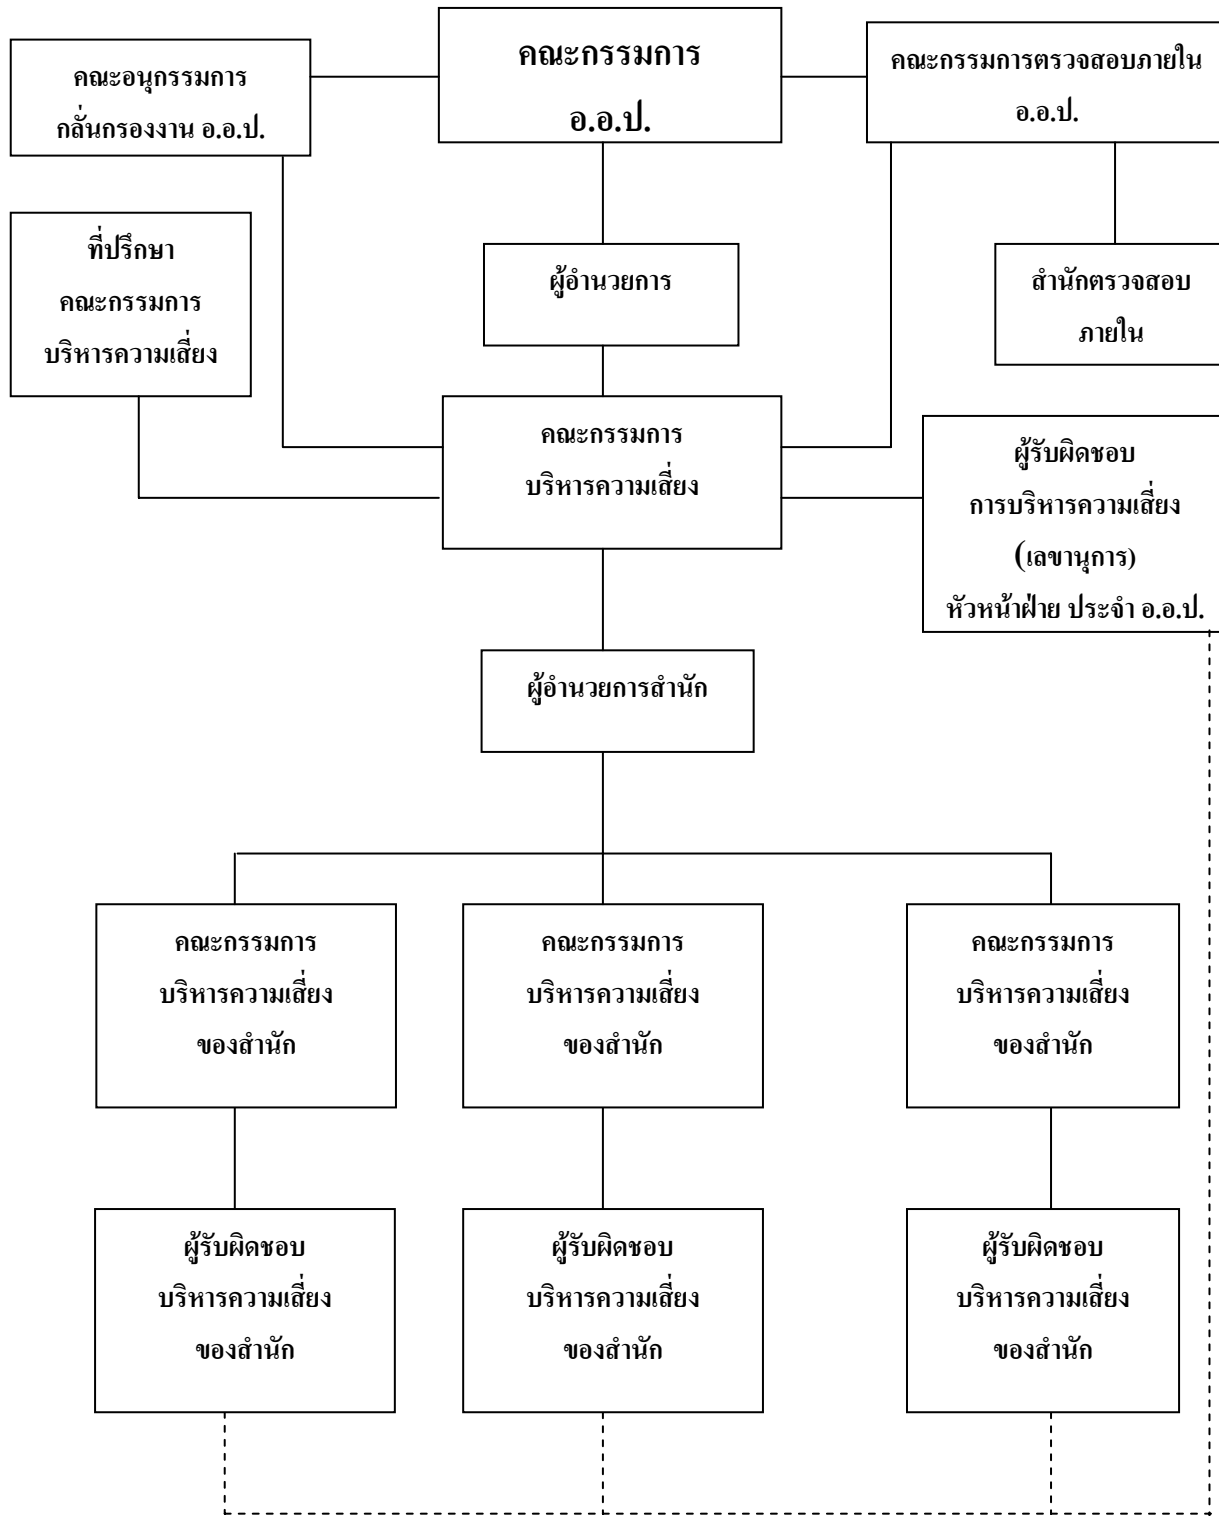 คณะกรรมการ
อ.อ.ป.
คณะอนุกรรมการ
กลั่นกรองงาน อ.อ.ป.
คณะกรรมการตรวจสอบภายใน
อ.อ.ป.
ที่ปรึกษา
คณะกรรมการ
บริหารความเสี่ยง
ผู้อำนวยการ
สำนักตรวจสอบ
ภายใน
คณะกรรมการ
บริหารความเสี่ยง
ผู้รับผิดชอบ
การบริหารความเสี่ยง
(เลขานุการ)
หัวหน้าฝ่าย ประจำ อ.อ.ป.
ผู้อำนวยการสำนัก
คณะกรรมการ
บริหารความเสี่ยง
ของสำนัก
คณะกรรมการ
บริหารความเสี่ยง
ของสำนัก
คณะกรรมการ
บริหารความเสี่ยง
ของสำนัก
ผู้รับผิดชอบ
บริหารความเสี่ยง
ของสำนัก
ผู้รับผิดชอบ
บริหารความเสี่ยง
ของสำนัก
ผู้รับผิดชอบ
บริหารความเสี่ยง
ของสำนัก